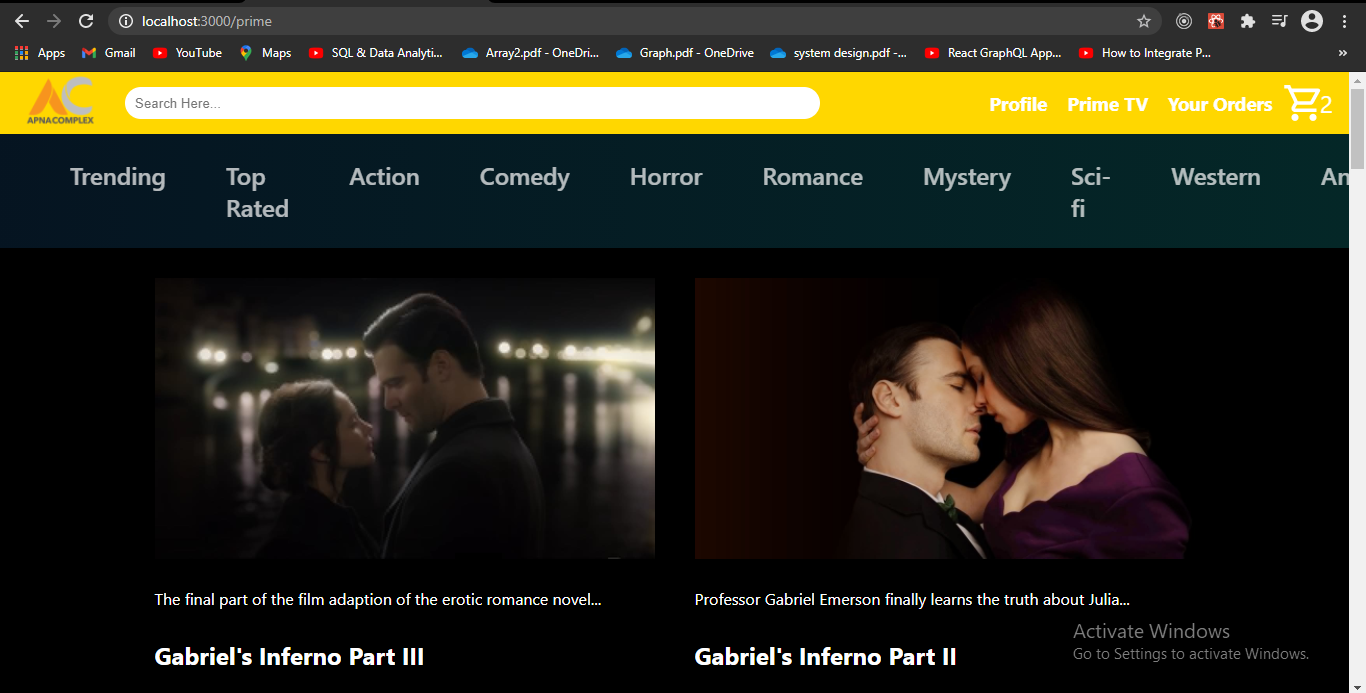 localhost:3000/prime
Apps Gmail YouTube Maps SQL & Data Analyti... Array2.pdf - OneDri... Graph.pdf - OneDrive system design.pdf -... React GraphQL App... How to Integrate P... »
AC
APNACOMPLEX
Search Here...
Profile Prime TV Your Orders 2
Trending Top Action Comedy Horror Romance Mystery Sci- Western An
Rated fi
The final part of the film adaption of the erotic romance novel... Professor Gabriel Emerson finally learns the truth about Julia...
Gabriel's Inferno Part III Gabriel's Inferno Part II
Activate Windows
Go to Settings to activate Windows.